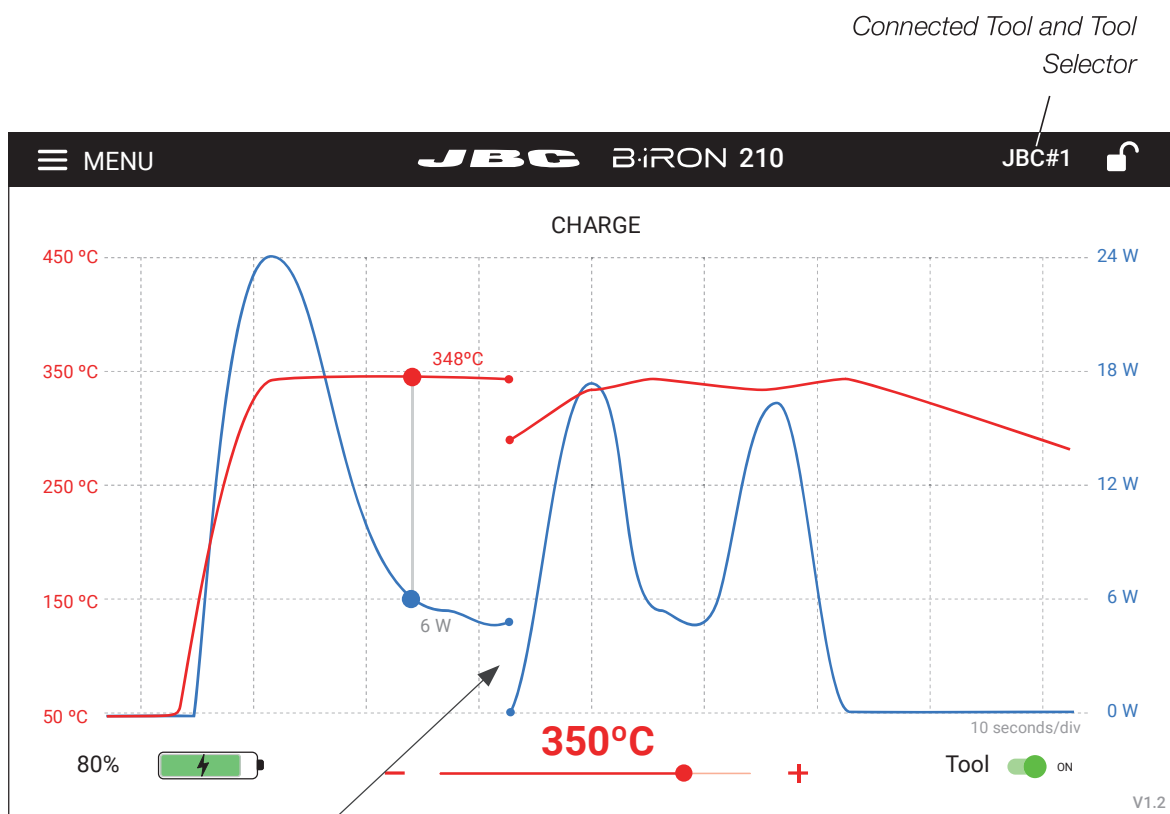 Connected Tool and Tool
Selector
MENU
JBC B·iRON 210
JBC#1
CHARGE
450 ºC
24 W
348ºC
350 ºC
18 W
250 ºC
12 W
150 ºC
6 W
6 W
50 ºC
0 W
10 seconds/div
350ºC
80%
− +
Tool ON
V1.2